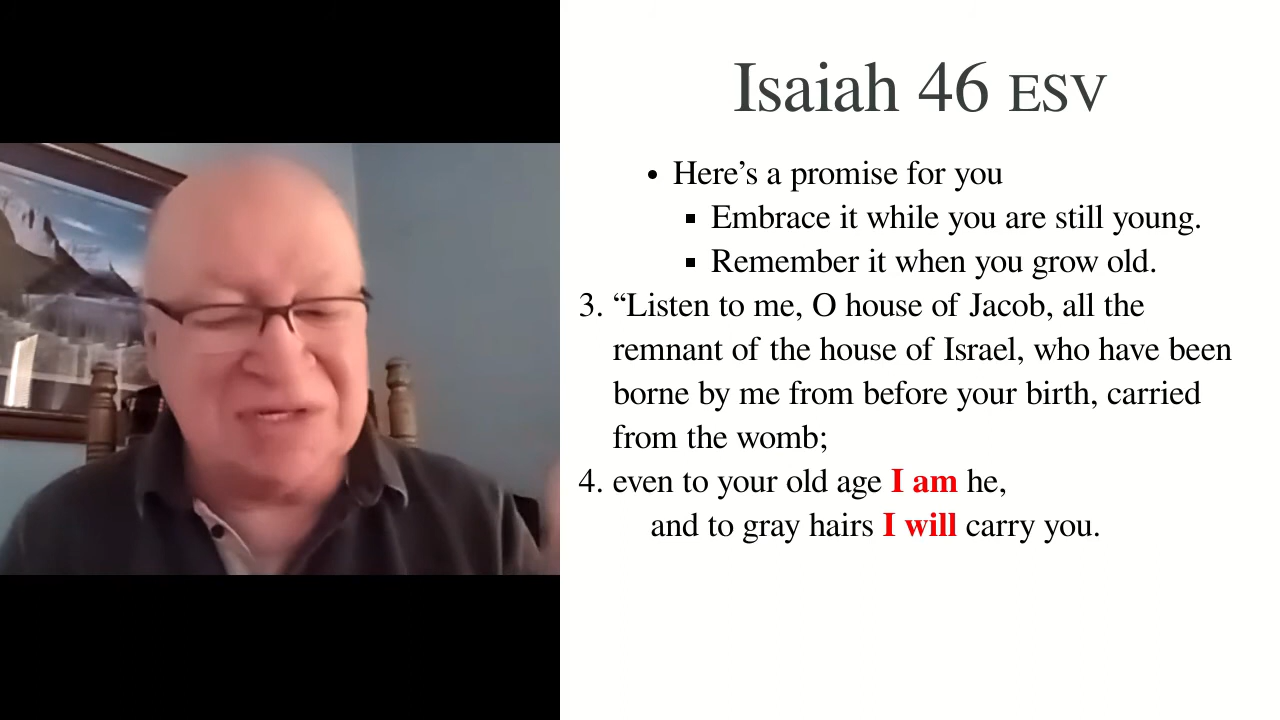 Isaiah 46 ESV
• Here’s a promise for you
▪ Embrace it while you are still young.
▪ Remember it when you grow old.
3. “Listen to me, O house of Jacob, all the
remnant of the house of Israel, who have been
borne by me from before your birth, carried
from the womb;
4. even to your old age I am he,
and to gray hairs I will carry you.